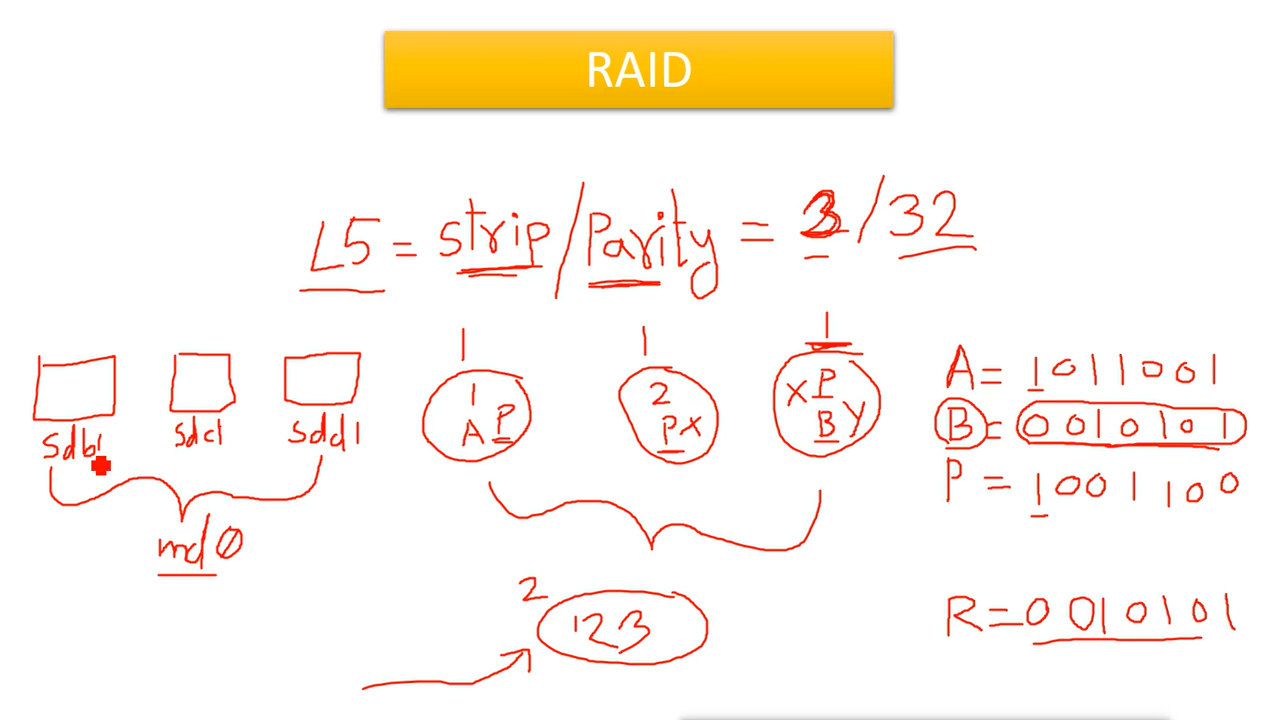 RAID
L5 = strip / Parity = 3 / 32
1 1 1
sdb1 sdc1 sdd1
1
A P
2
P x
x P
B y
A = 1011001
B = 0010101
P = 1001100
md0
2
123
R = 0010101